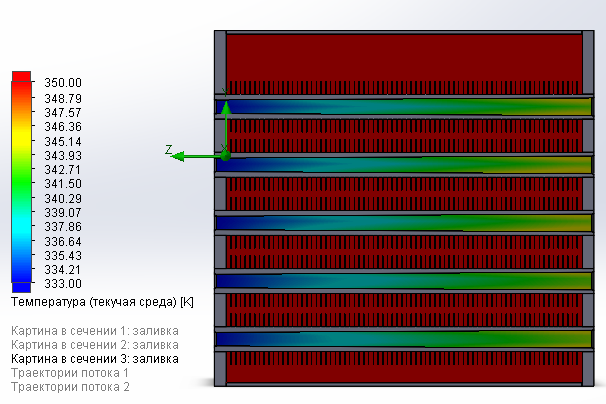 350.00
348.79
347.57
346.36
345.14
343.93
342.71
341.50
340.29
339.07
337.86
336.64
335.43
334.21
333.00
Температура (текучая среда) [K]
Картина в сечении 1: заливка
Картина в сечении 2: заливка
Картина в сечении 3: заливка
Траектории потока 1
Траектории потока 2
Z
Y